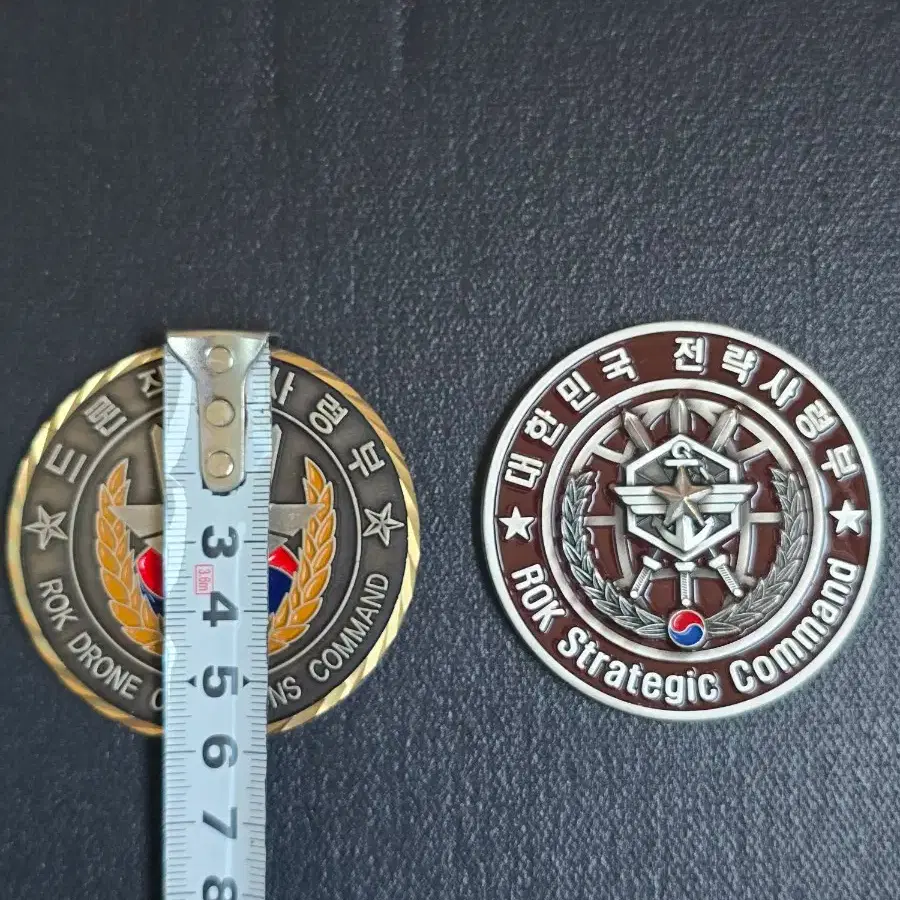 드론 사령부
ROK DRONE COMMAND
3 4 5 6 7 8
3.6m
대한민국 전략사령부
ROK Strategic Command